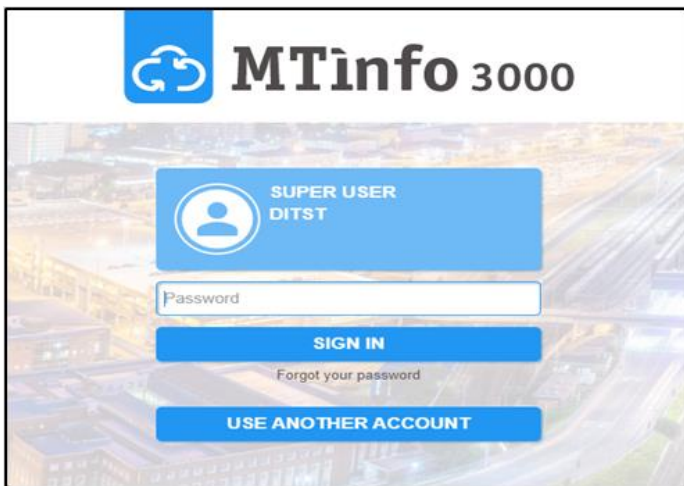 MTinfo 3000
SUPER USER
DITST
Password
SIGN IN
Forgot your password
USE ANOTHER ACCOUNT